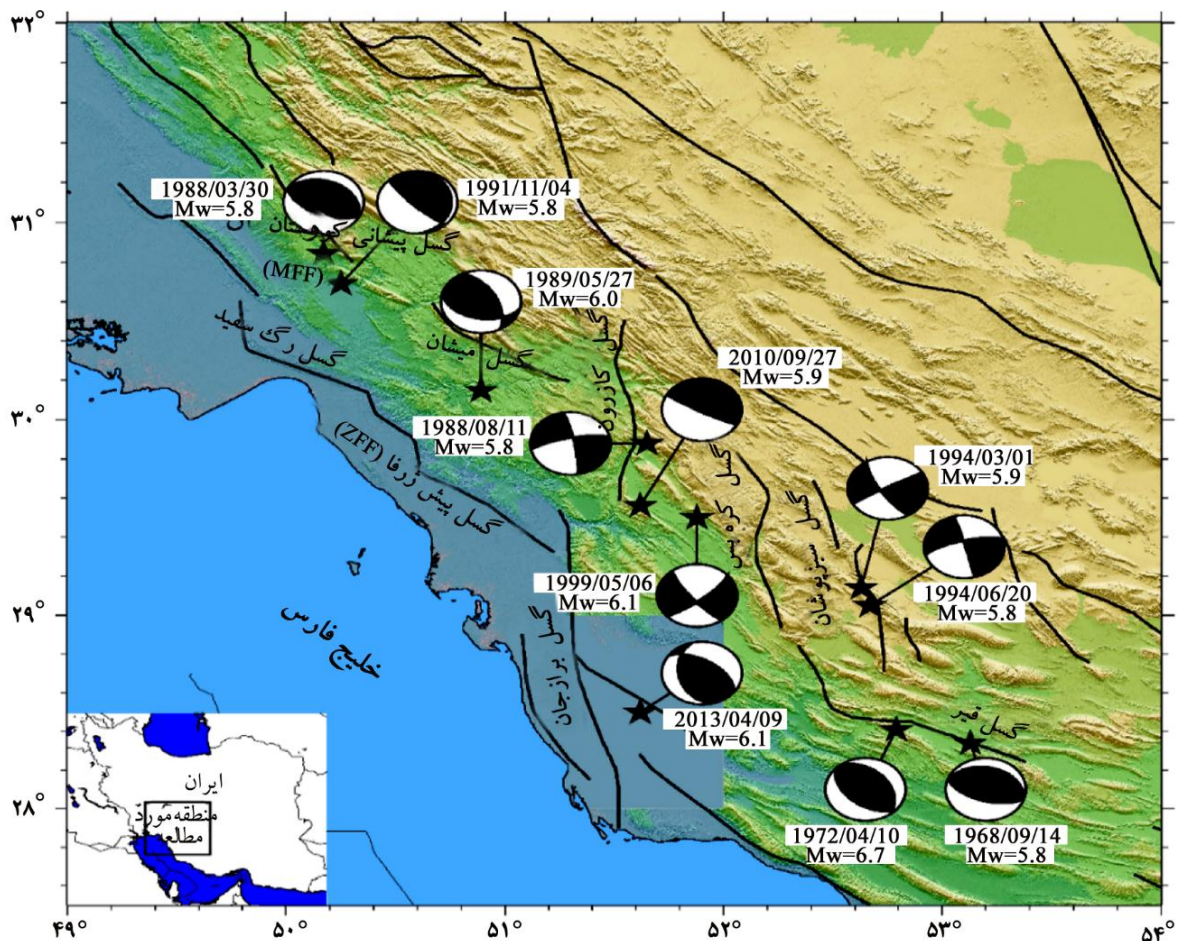 ۳۲°
۳۱°
۳۰°
۲۹°
۲۸°
1988/03/30
Mw=5.8
1991/11/04
Mw=5.8
گسل پیشانی کوهستان
(MFF)
1989/05/27
Mw=6.0
گسل رگ سفید
گسل میشان
گسل کازرون
2010/09/27
Mw=5.9
1988/08/11
Mw=5.8
گسل پیش ژرفا (ZFF)
گسل کره بس
1994/03/01
Mw=5.9
گسل سبزپوشان
1994/06/20
Mw=5.8
1999/05/06
Mw=6.1
خلیج فارس
گسل برازجان
2013/04/09
Mw=6.1
گسل قیر
1972/04/10
Mw=6.7
1968/09/14
Mw=5.8
ایران
منطقه مورد
مطالعه
۴۹°
۵۰°
۵۱°
۵۲°
۵۳°
۵۴°